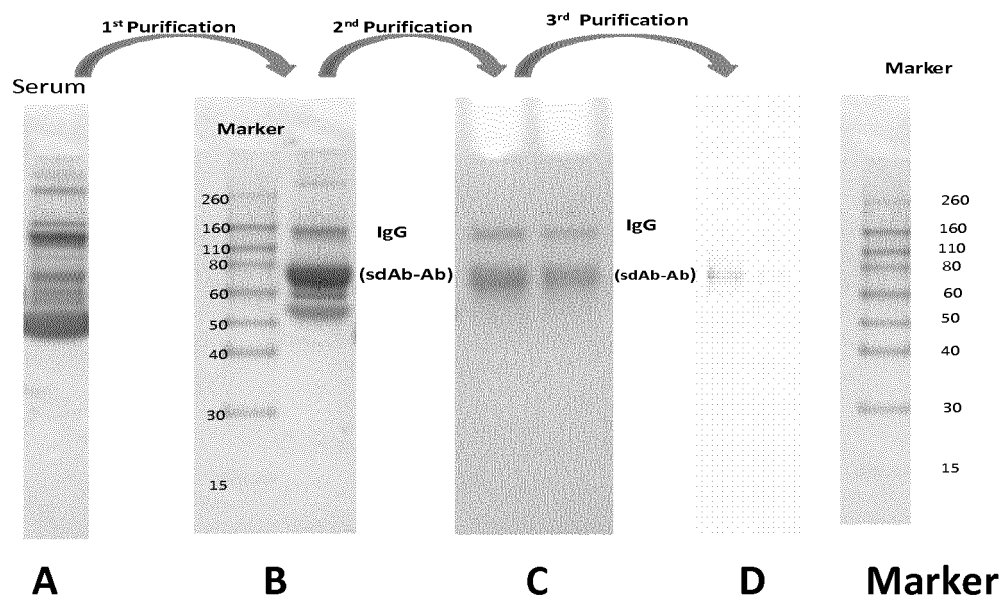 1st Purification
2nd Purification
3rd Purification
Serum
Marker
260
160
110
80
60
50
40
30
15
IgG
(sdAb-Ab)
IgG
(sdAb-Ab)
Marker
260
160
110
80
60
50
40
30
15
A
B
C
D
Marker